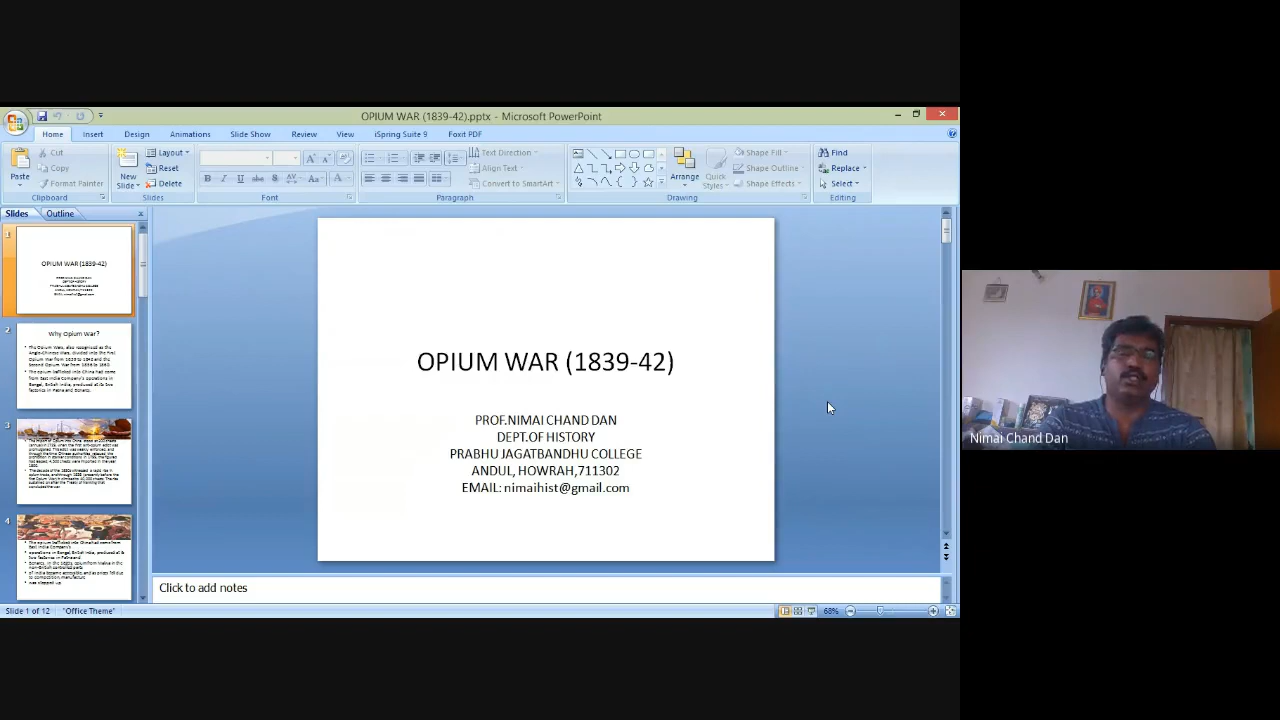 OPIUM WAR (1839-42).pptx - Microsoft PowerPoint
Home Insert Design Animations Slide Show Review View iSpring Suite 9 Foxit PDF
Paste
Cut
Copy
Format Painter
Clipboard
New
Slide
Layout
Reset
Delete
Slides
Font
Paragraph
Text Direction
Align Text
Convert to SmartArt
Arrange
Quick
Styles
Shape Fill
Shape Outline
Shape Effects
Drawing
Find
Replace
Select
Editing
Slides Outline
1
OPIUM WAR (1839-42)
2
Why Opium War?
3
4
OPIUM WAR (1839-42)
PROF.NIMAI CHAND DAN
DEPT.OF HISTORY
PRABHU JAGATBANDHU COLLEGE
ANDUL, HOWRAH,711302
EMAIL: nimaihist@gmail.com
Click to add notes
Slide 1 of 12 "Office Theme" 68%
Nimai Chand Dan